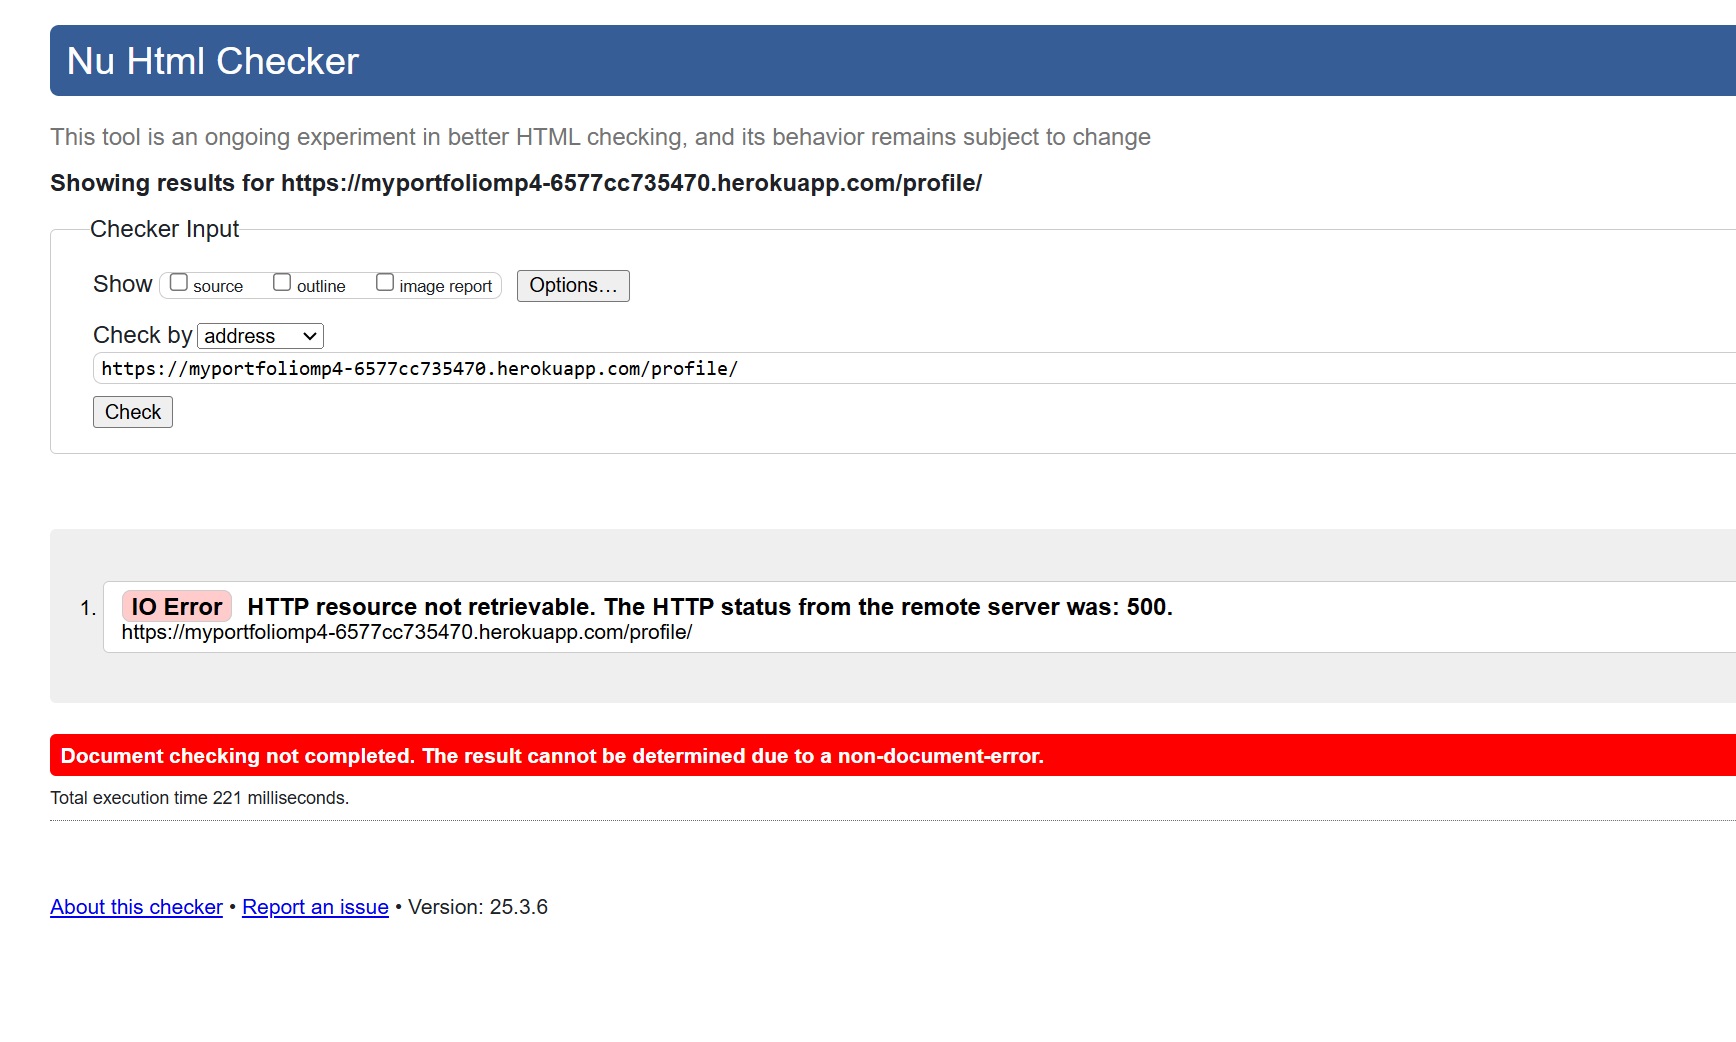 Nu Html Checker
This tool is an ongoing experiment in better HTML checking, and its behavior remains subject to change
Showing results for https://myportfoliomp4-6577cc735470.herokuapp.com/profile/
Checker Input
Show source outline image report Options…
Check by address
https://myportfoliomp4-6577cc735470.herokuapp.com/profile/
Check
1. IO Error HTTP resource not retrievable. The HTTP status from the remote server was: 500.
https://myportfoliomp4-6577cc735470.herokuapp.com/profile/
Document checking not completed. The result cannot be determined due to a non-document-error.
Total execution time 221 milliseconds.
About this checker • Report an issue • Version: 25.3.6